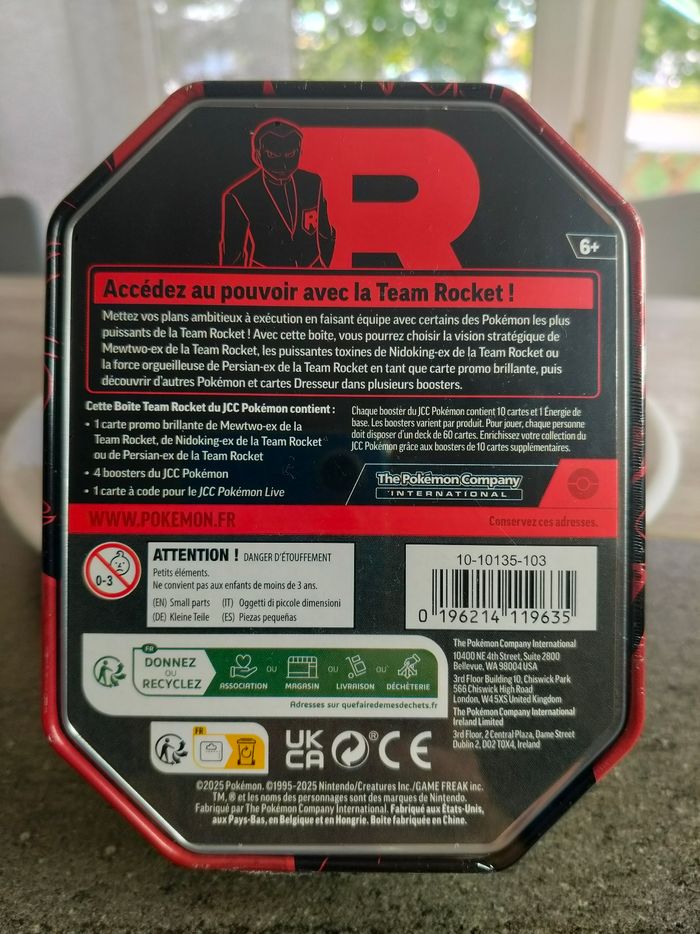 R
R
6+
Accédez au pouvoir avec la Team Rocket !
Mettez vos plans ambitieux à exécution en faisant équipe avec certains des Pokémon les plus
puissants de la Team Rocket ! Avec cette boîte, vous pourrez choisir la vision stratégique de
Mewtwo-ex de la Team Rocket, les puissantes toxines de Nidoking-ex de la Team Rocket ou
la force orgueilleuse de Persian-ex de la Team Rocket en tant que carte promo brillante, puis
découvrir d'autres Pokémon et cartes Dresseur dans plusieurs boosters.
Cette Boîte Team Rocket du JCC Pokémon contient :
• 1 carte promo brillante de Mewtwo-ex de la
Team Rocket, de Nidoking-ex de la Team Rocket
ou de Persian-ex de la Team Rocket
• 4 boosters du JCC Pokémon
• 1 carte à code pour le JCC Pokémon Live
Chaque booster du JCC Pokémon contient 10 cartes et 1 Énergie de
base. Les boosters varient par produit. Pour jouer, chaque personne
doit disposer d'un deck de 60 cartes. Enrichissez votre collection du
JCC Pokémon grâce aux boosters de 10 cartes supplémentaires.
The Pokémon Company
INTERNATIONAL
WWW.POKEMON.FR
Conservez ces adresses.
0-3
ATTENTION ! DANGER D'ÉTOUFFEMENT
Petits éléments.
Ne convient pas aux enfants de moins de 3 ans.
(EN) Small parts (IT) Oggetti di piccole dimensioni
(DE) Kleine Teile (ES) Piezas pequeñas
10-10135-103
0 196214 119635
FR
DONNEZ
OU
RECYCLEZ
ASSOCIATION
OU
MAGASIN
OU
LIVRAISON
OU
DÉCHÈTERIE
Adresses sur quefairedemesdechets.fr
The Pokémon Company International
10400 NE 4th Street, Suite 2800
Bellevue, WA 98004 USA
3rd Floor Building 10, Chiswick Park
566 Chiswick High Road
London, W4 5XS United Kingdom
The Pokémon Company International
Ireland Limited
3rd Floor, 2 Central Plaza, Dame Street
Dublin 2, D02 T0X4, Ireland
FR
UK
CA
®
CE
©2025 Pokémon. ©1995-2025 Nintendo/Creatures Inc./GAME FREAK inc.
TM, ® et les noms des personnages sont des marques de Nintendo.
Fabriqué par The Pokémon Company International. Fabriqué aux États-Unis,
aux Pays-Bas, en Belgique et en Hongrie. Boîte fabriquée en Chine.